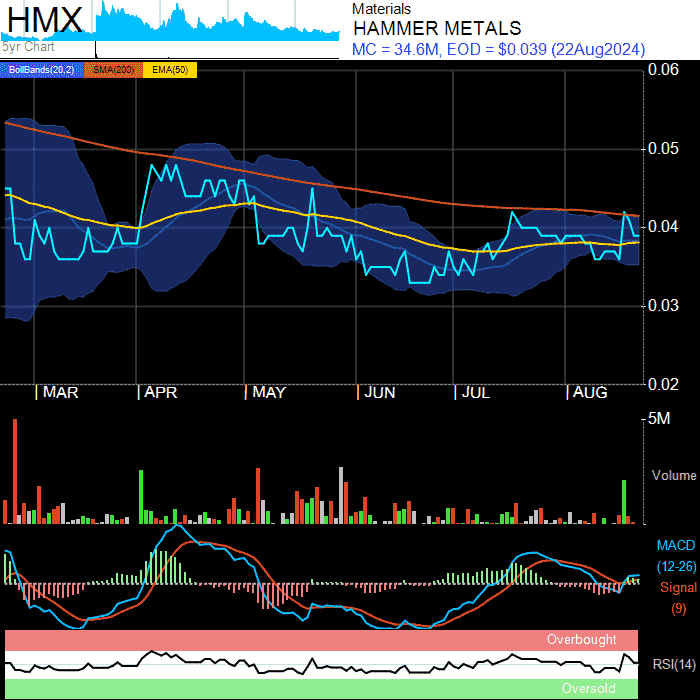 HMX
5yr Chart
Materials
HAMMER METALS
MC = 34.6M, EOD = $0.039 (22Aug2024)
BollBands(20,2) SMA(200) EMA(50)
0.06
0.05
0.04
0.03
0.02
| MAR | APR | MAY | JUN | JUL | AUG
5M
Volume
MACD
(12-26)
Signal
(9)
Overbought
RSI(14)
Oversold